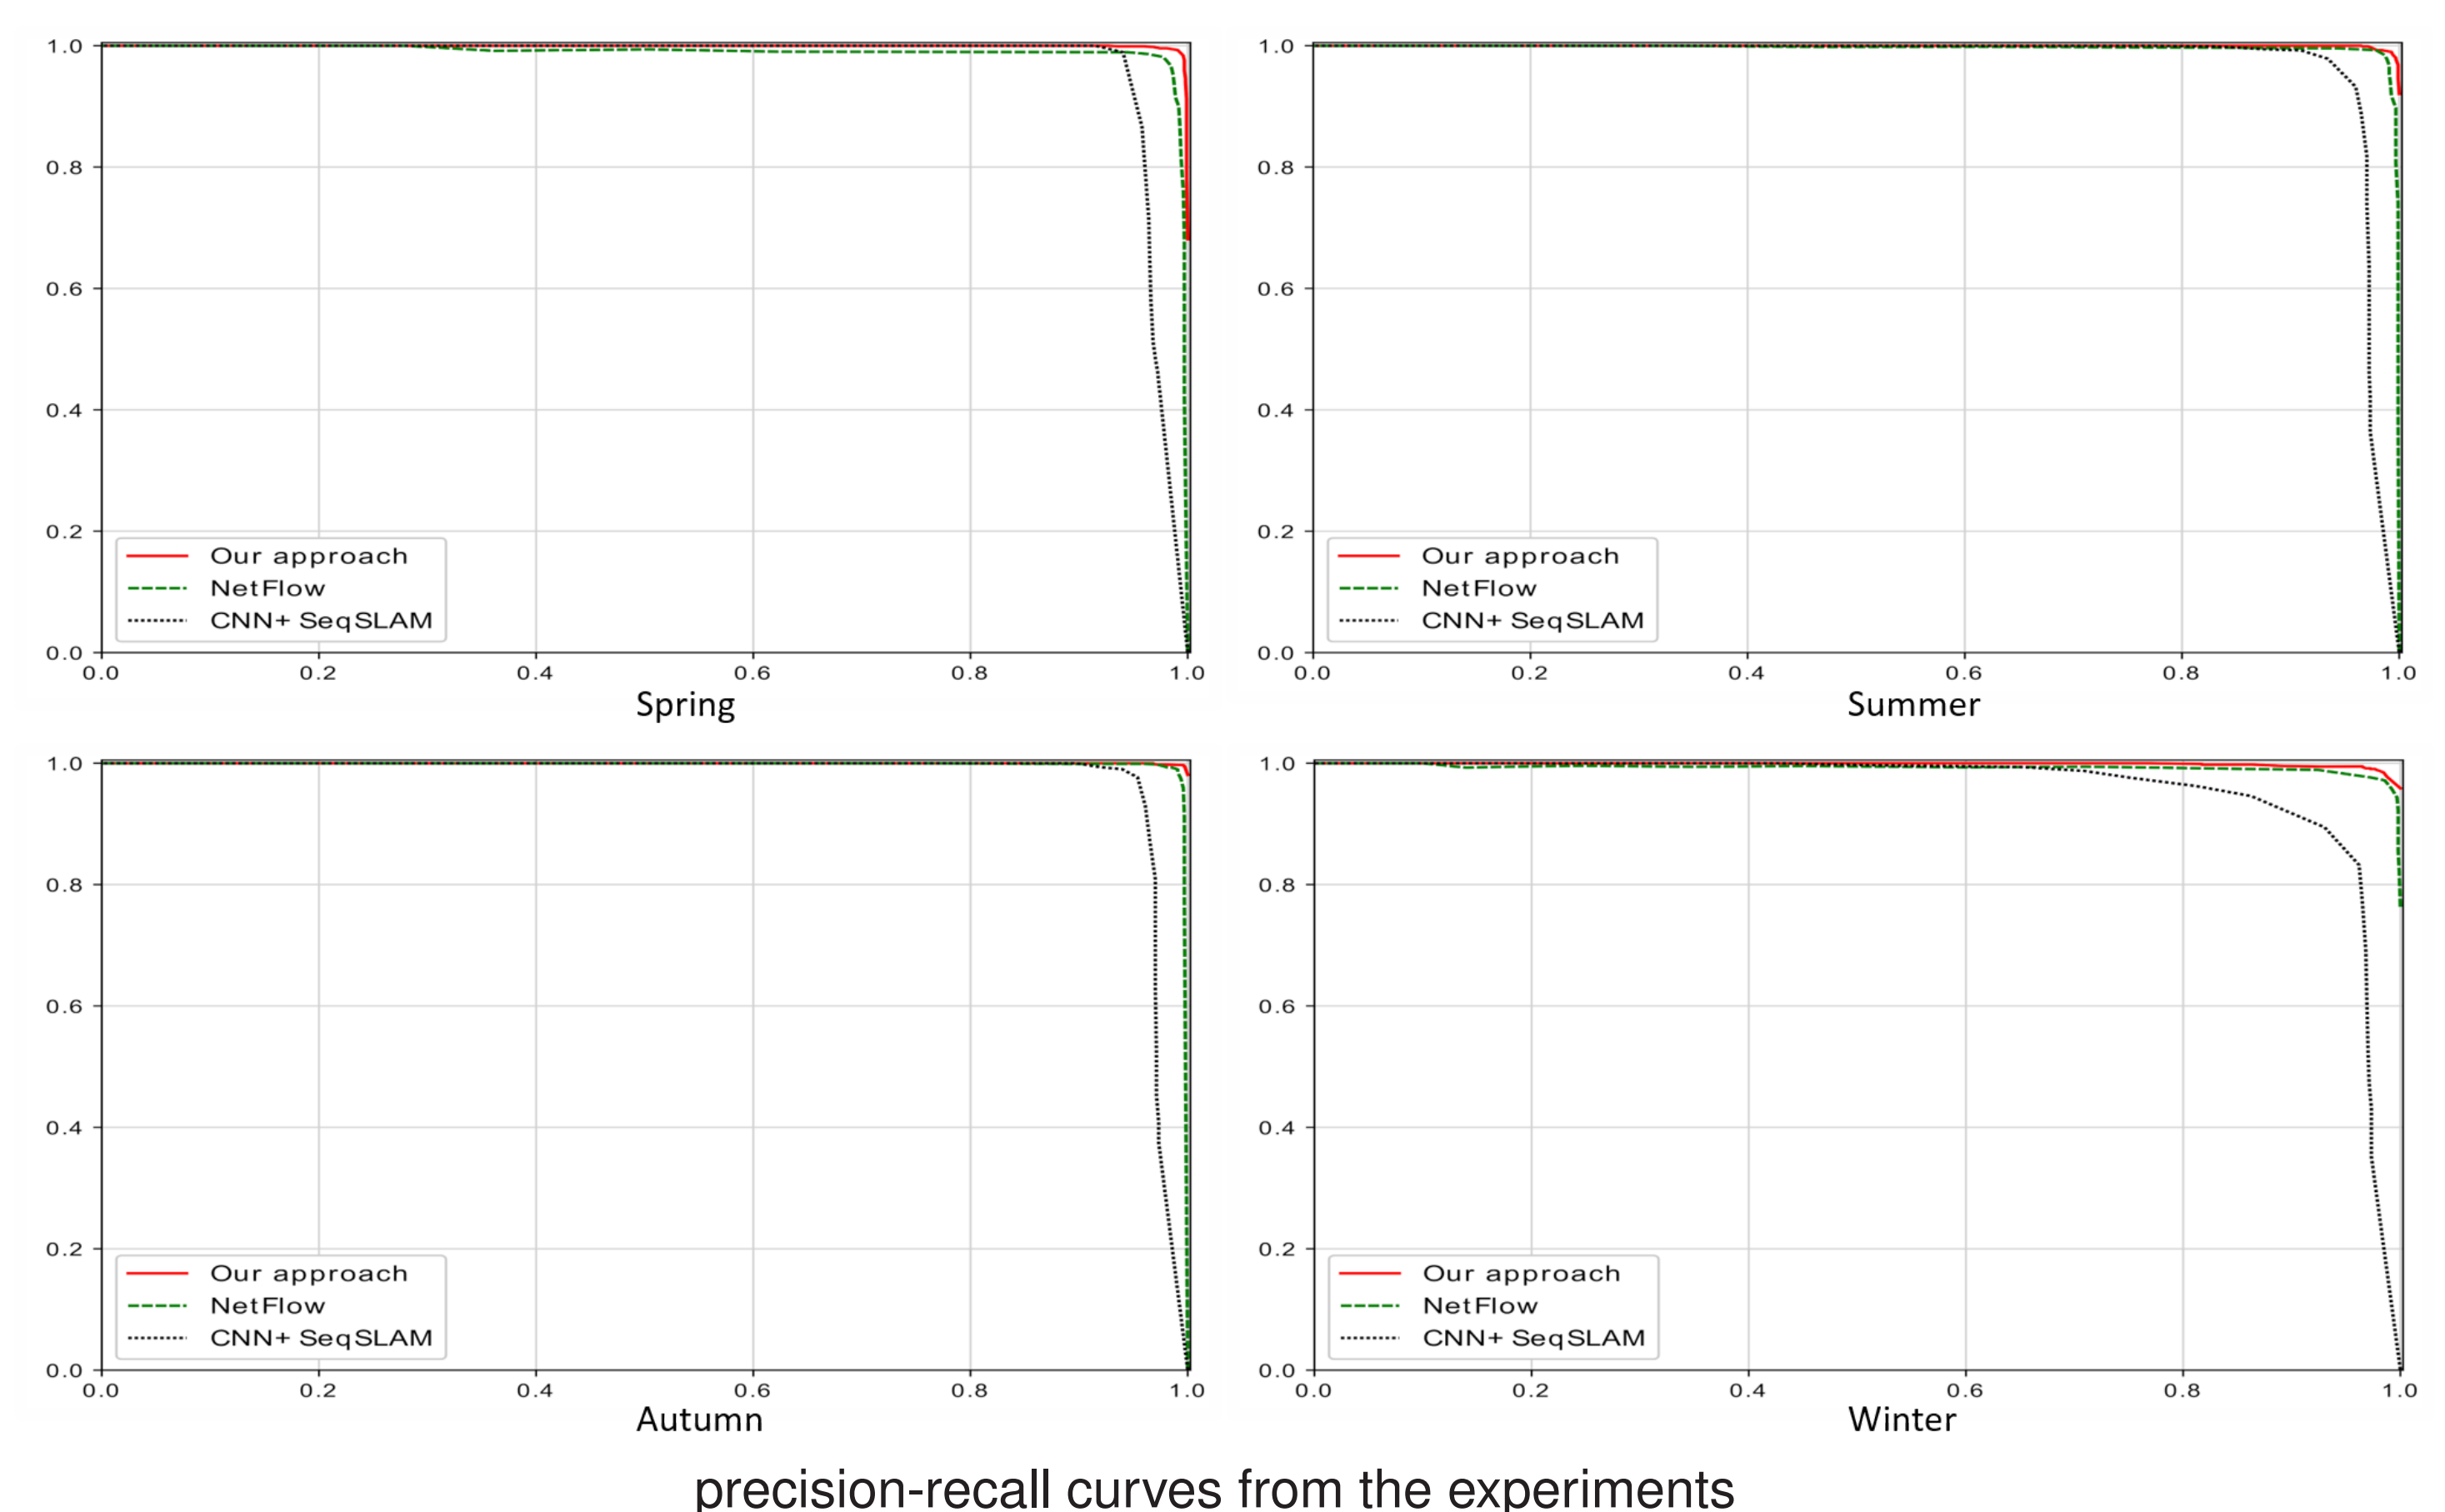 1.0
0.8
0.6
0.4
0.2
0.0
Our approach
NetFlow
CNN+ SeqSLAM
0.0 0.2 0.4 0.6 0.8 1.0
Spring
1.0
0.8
0.6
0.4
0.2
0.0
Our approach
NetFlow
CNN+ SeqSLAM
0.0 0.2 0.4 0.6 0.8 1.0
Summer
1.0
0.8
0.6
0.4
0.2
0.0
Our approach
NetFlow
CNN+ SeqSLAM
0.0 0.2 0.4 0.6 0.8 1.0
Autumn
1.0
0.8
0.6
0.4
0.2
0.0
Our approach
NetFlow
CNN+ SeqSLAM
0.0 0.2 0.4 0.6 0.8 1.0
Winter
precision-recall curves from the experiments